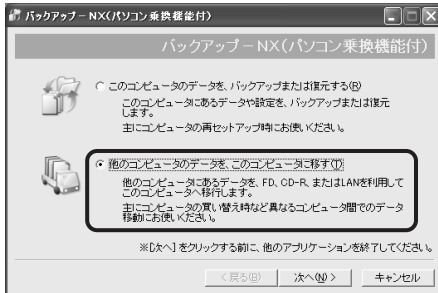 バックアップ－NX(パソコン乗換機能付)
バックアップ－NX(パソコン乗換機能付)
このコンピュータのデータを、バックアップまたは復元する(R)
このコンピュータにあるデータや設定を、バックアップまたは復元
します。
主にコンピュータの再セットアップ時にお使いください。
他のコンピュータのデータを、このコンピュータに移す(T)
他のコンピュータにあるデータを、FD、CD-R、またはLANを利用して
このコンピュータへ移行します。
主にコンピュータの買い替え時など異なるコンピュータ間でのデータ
移動にお使いください。
※[次へ] をクリックする前に、他のアプリケーションを終了してください。
< 戻る(B)
次へ(N) >
キャンセル